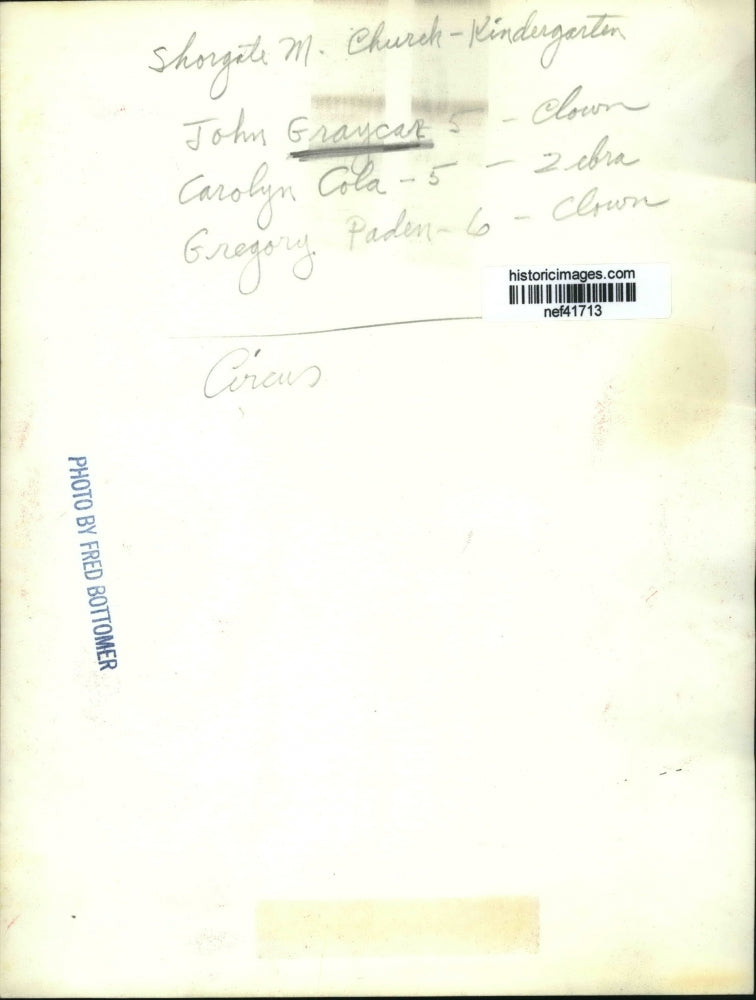 Shorgate M. Church - Kindergarten
John Graycar 5 - Clown
Carolyn Cola - 5 - Zebra
Gregory Paden - 6 - Clown
historicimages.com
nef41713
Circus
PHOTO BY FRED BOTTOMER